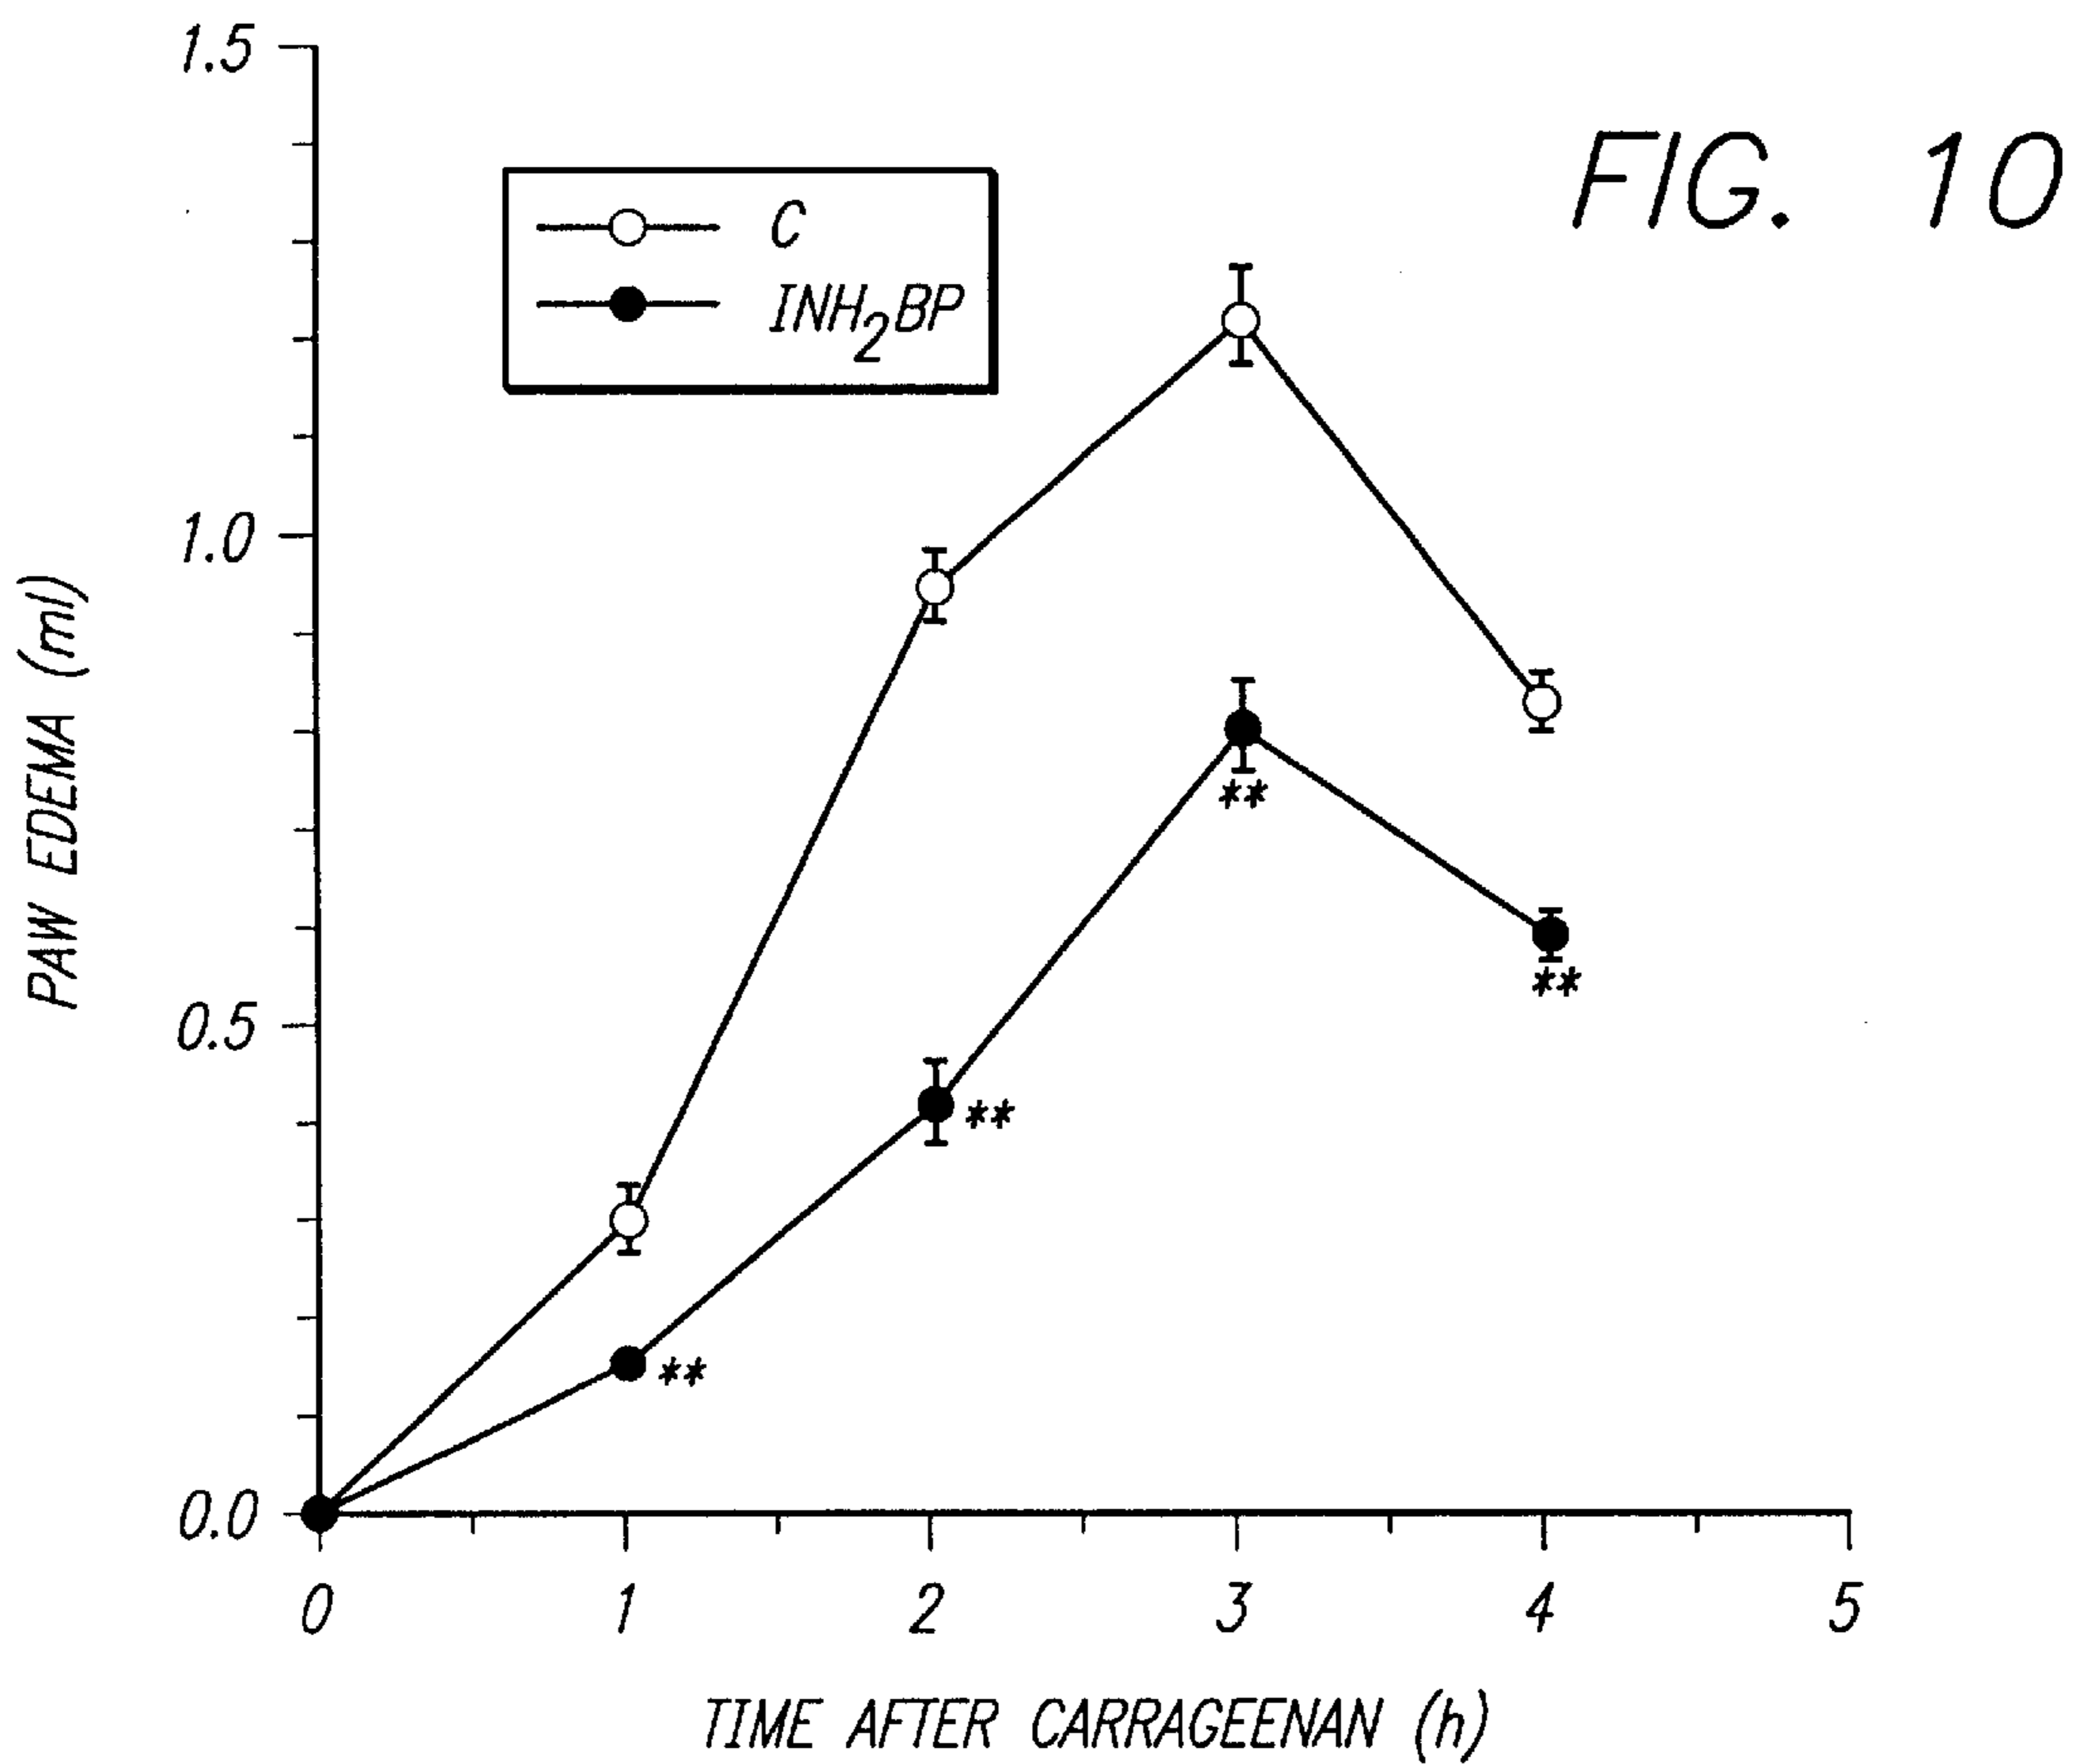 FIG. 10
1.5
1.0
0.5
0.0
PAW EDEMA (ml)
C
INH₂BP
**
**
**
**
0 1 2 3 4 5
TIME AFTER CARRAGEENAN (h)